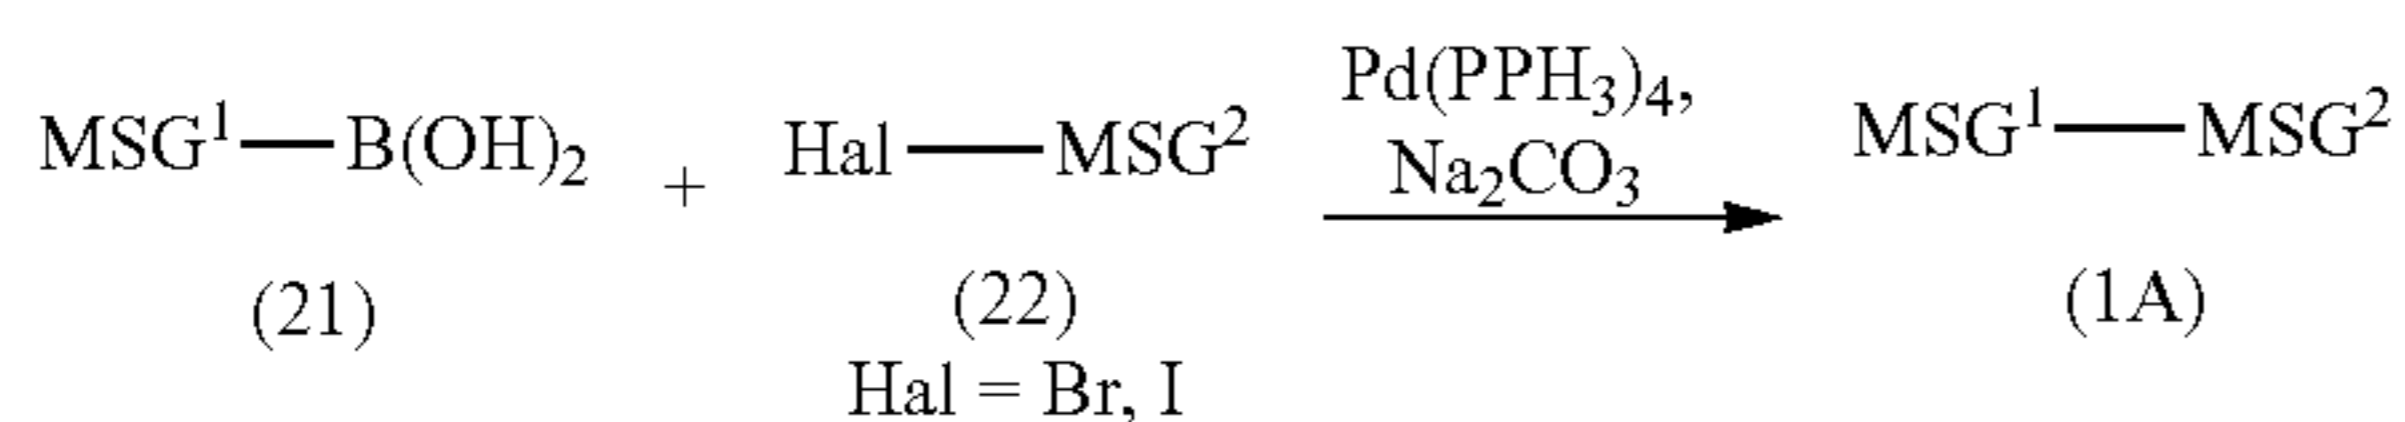 Pd(PPH₃)₄,
MSG¹—B(OH)₂ + Hal—MSG² Na₂CO₃ MSG¹—MSG²
(21) (22) (1A)
Hal = Br, I